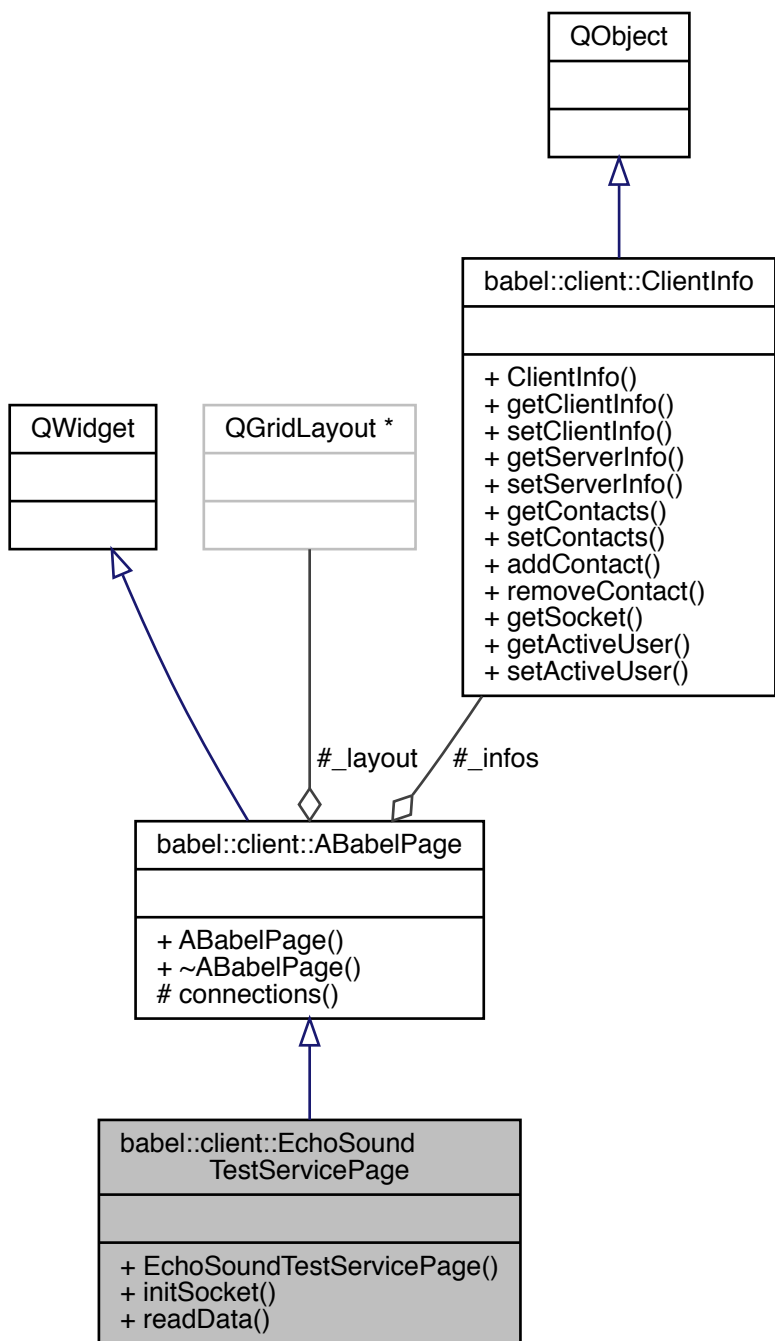 QObject
babel::client::ClientInfo
+ ClientInfo()
+ getClientInfo()
+ setClientInfo()
+ getServerInfo()
+ setServerInfo()
+ getContacts()
+ setContacts()
+ addContact()
+ removeContact()
+ getSocket()
+ getActiveUser()
+ setActiveUser()
QWidget
QGridLayout *
#_layout
#_infos
babel::client::ABabelPage
+ ABabelPage()
+ ~ABabelPage()
# connections()
babel::client::EchoSound
TestServicePage
+ EchoSoundTestServicePage()
+ initSocket()
+ readData()